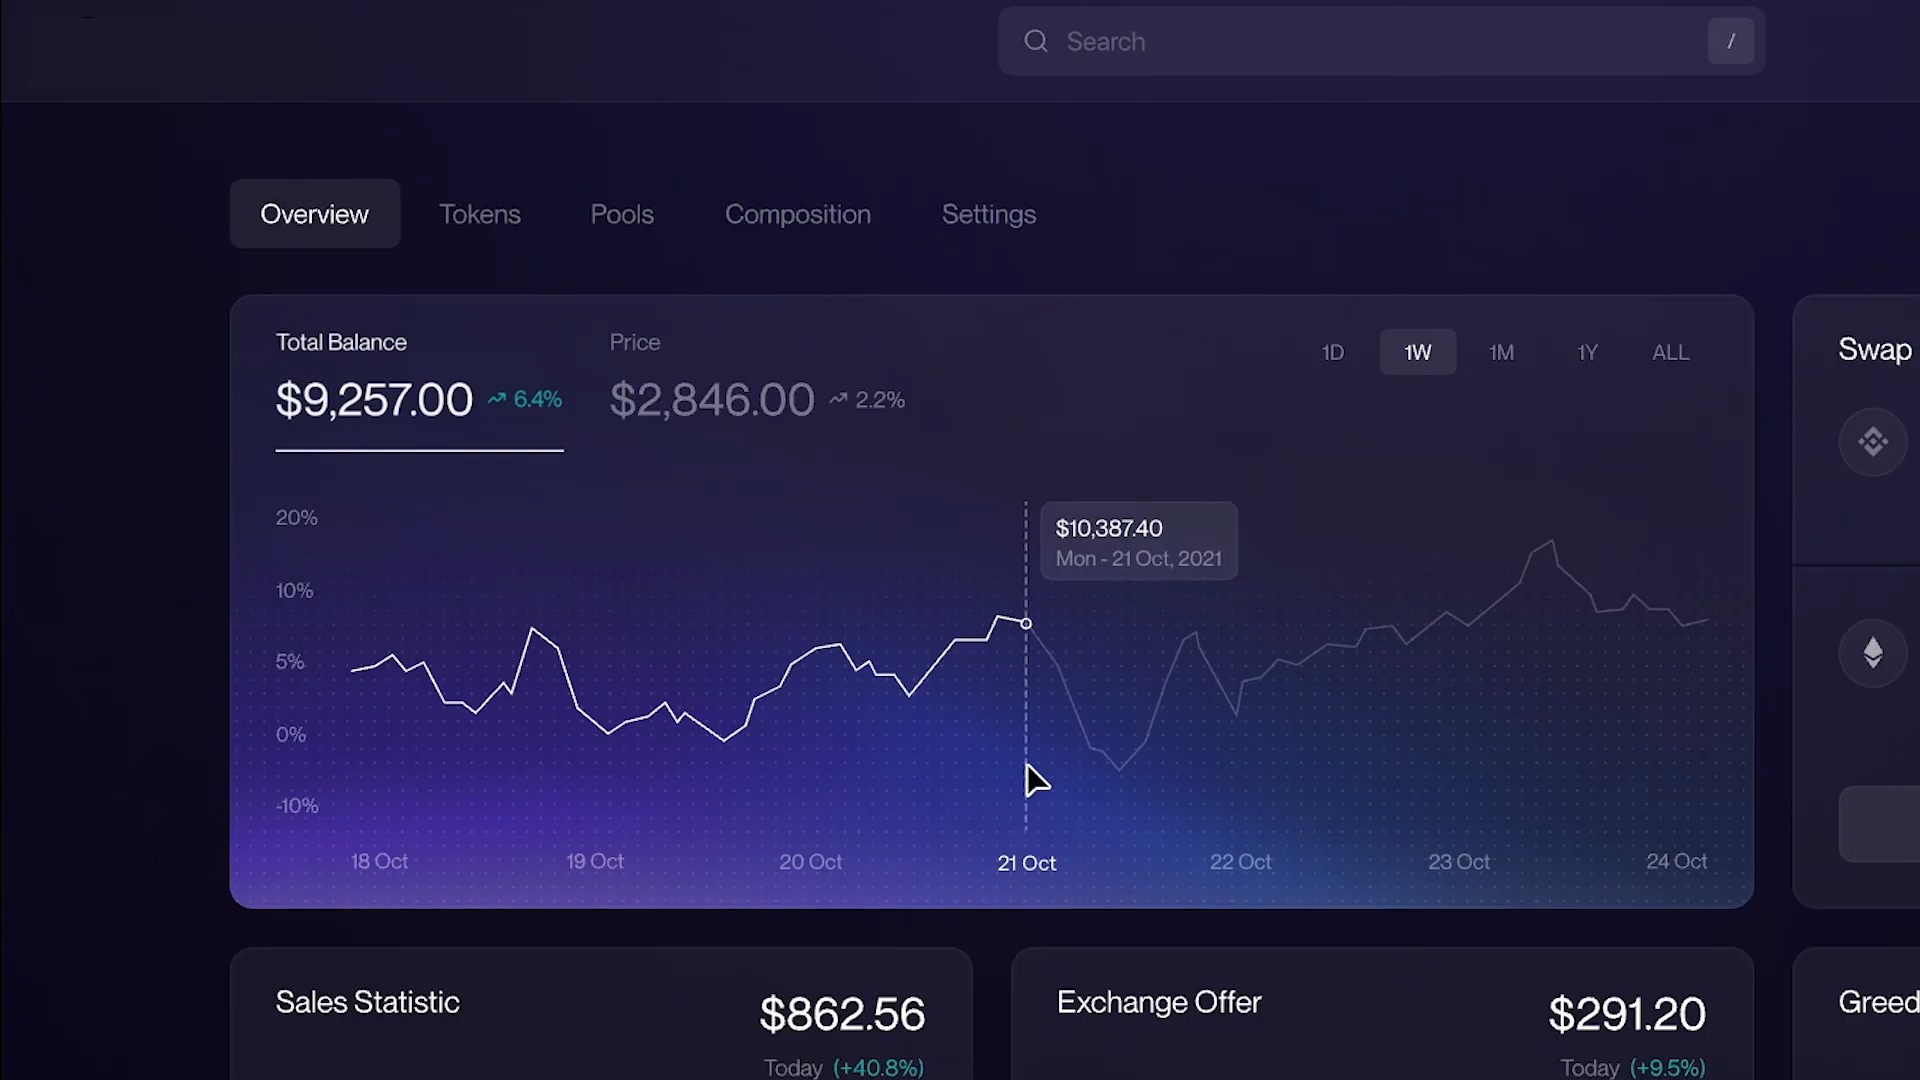 Search
/
Overview
Tokens
Pools
Composition
Settings
Total Balance
$9,257.00
6.4%
Price
$2,846.00
2.2%
1D
1W
1M
1Y
ALL
20%
10%
5%
0%
-10%
$10,387.40
Mon - 21 Oct, 2021
18 Oct
19 Oct
20 Oct
21 Oct
22 Oct
23 Oct
24 Oct
Swap
Sales Statistic
$862.56
Today (+40.8%)
Exchange Offer
$291.20
Today (+9.5%)
Greed